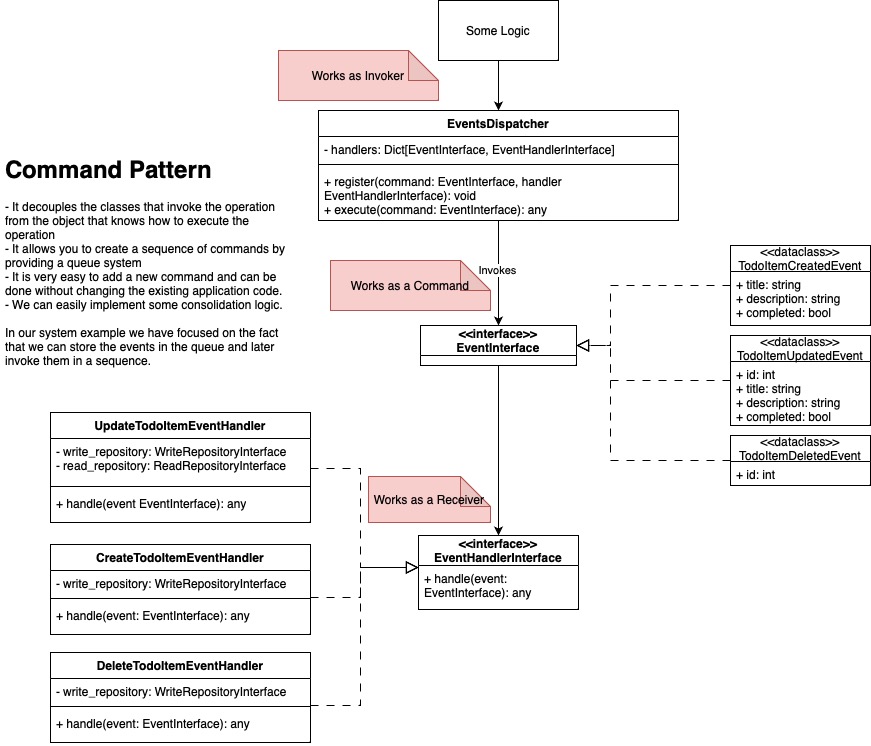 Some Logic
Works as Invoker
EventsDispatcher
- handlers: Dict[EventInterface, EventHandlerInterface]
+ register(command: EventInterface, handler
EventHandlerInterface): void
+ execute(command: EventInterface): any
Command Pattern
- It decouples the classes that invoke the operation
from the object that knows how to execute the
operation
- It allows you to create a sequence of commands by
providing a queue system
- It is very easy to add a new command and can be
done without changing the existing application code.
- We can easily implement some consolidation logic.
In our system example we have focused on the fact
that we can store the events in the queue and later
invoke them in a sequence.
Invokes
Works as a Command
<<interface>>
EventInterface
<<dataclass>>
TodoItemCreatedEvent
+ title: string
+ description: string
+ completed: bool
<<dataclass>>
TodoItemUpdatedEvent
+ id: int
+ title: string
+ description: string
+ completed: bool
<<dataclass>>
TodoItemDeletedEvent
+ id: int
UpdateTodoItemEventHandler
- write_repository: WriteRepositoryInterface
- read_repository: ReadRepositoryInterface
+ handle(event EventInterface): any
Works as a Receiver
<<interface>>
EventHandlerInterface
+ handle(event:
EventInterface): any
CreateTodoItemEventHandler
- write_repository: WriteRepositoryInterface
+ handle(event: EventInterface): any
DeleteTodoItemEventHandler
- write_repository: WriteRepositoryInterface
+ handle(event: EventInterface): any